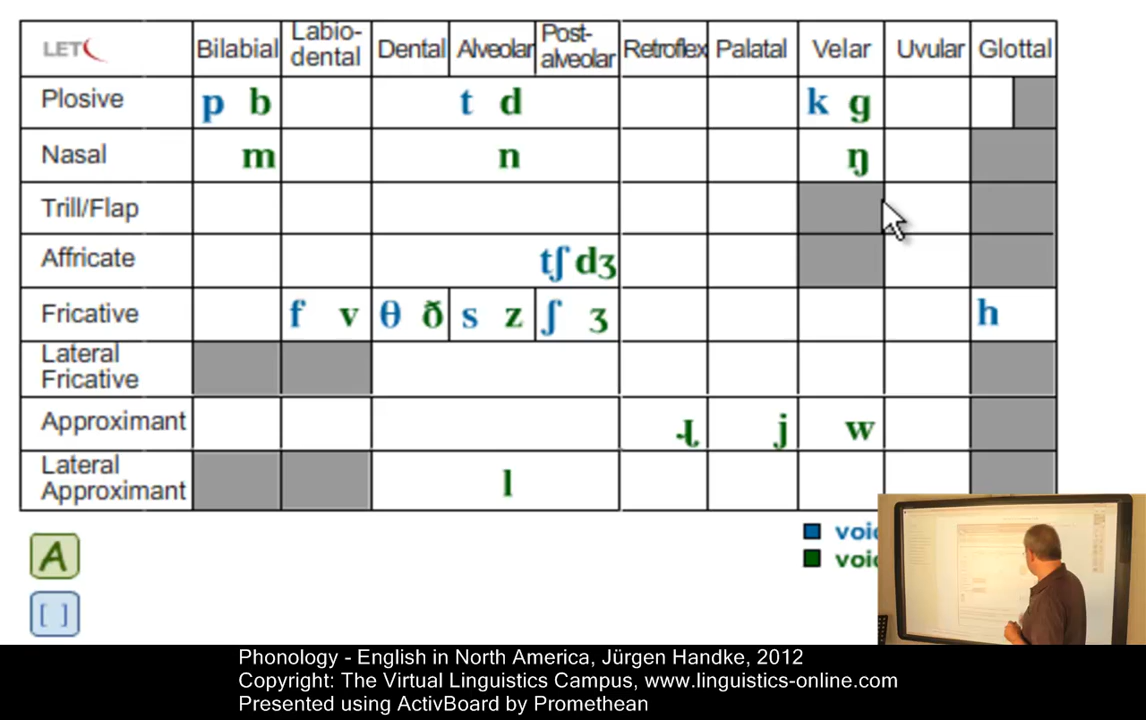 LET Bilabial Labio-dental Dental Alveolar Post-alveolar Retroflex Palatal Velar Uvular Glottal
Plosive p b t d k g
Nasal m n ŋ
Trill/Flap
Affricate tʃ dʒ
Fricative f v θ ð s z ʃ ʒ h
Lateral
Fricative
Approximant ɻ j w
Lateral
Approximant l
A
[ ]
Phonology - English in North America, Jürgen Handke, 2012
Copyright: The Virtual Linguistics Campus, www.linguistics-online.com
Presented using ActivBoard by Promethean